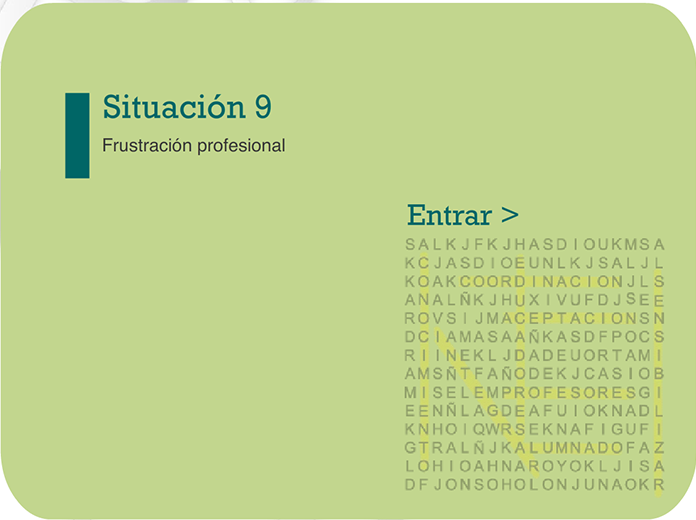 Situación 9
Frustración profesional
Entrar >
SALKJFKJHASDIOUKMSA
KCJASDIOEUNLKJSALJL
KOAKCOORDINACIONJLS
ANALÑKJHUXIVUFDJSEE
ROVSIJMACEPTACIONSN
DCIAMASAAÑKASDFPOCS
RIINEKLJDADEUORTAMI
AMSÑTFAÑODEKJCASIOB
MISELEMPROFESORESGI
EENÑLAGDEAFUIOKNADL
KNHOIQWRSEKNAFIGUFI
GTRALÑJKALUMNADOFAZ
LOHIOAHNAROYOKLJISA
DFJONSOHOLONJUNAOKR